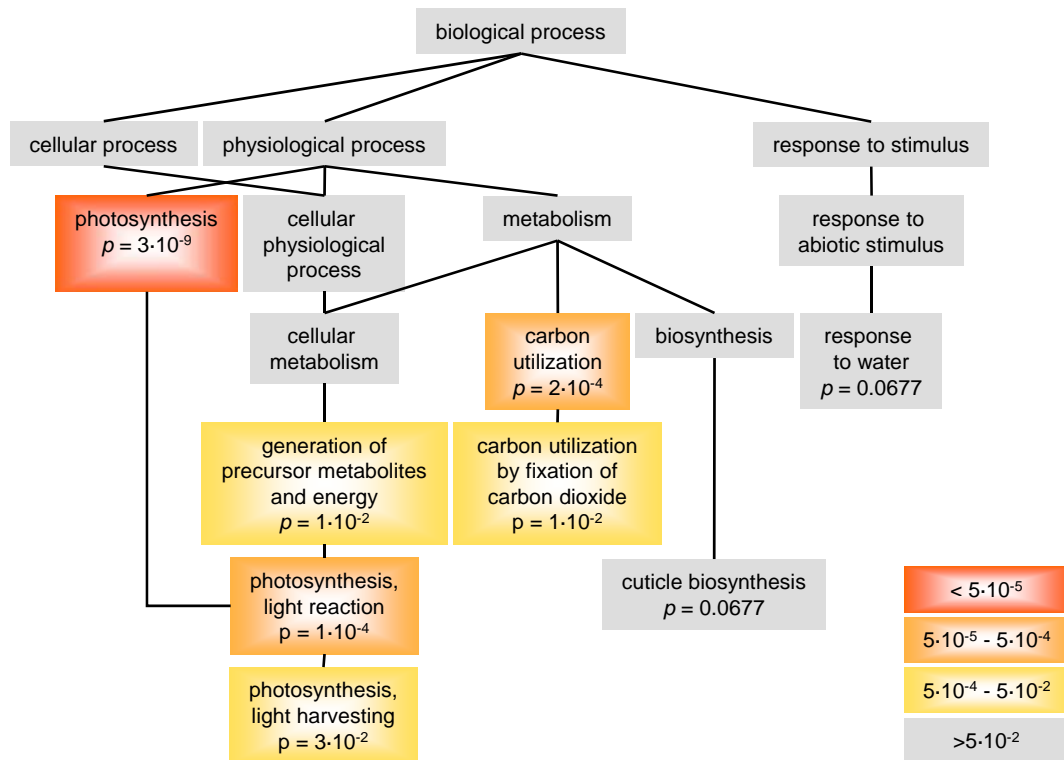 biological process
cellular process
physiological process
response to stimulus
photosynthesis
p = 3·10⁻⁹
cellular
physiological
process
metabolism
response to
abiotic stimulus
cellular
metabolism
carbon
utilization
p = 2·10⁻⁴
biosynthesis
response
to water
p = 0.0677
generation of
precursor metabolites
and energy
p = 1·10⁻²
carbon utilization
by fixation of
carbon dioxide
p = 1·10⁻²
photosynthesis,
light reaction
p = 1·10⁻⁴
cuticle biosynthesis
p = 0.0677
photosynthesis,
light harvesting
p = 3·10⁻²
< 5·10⁻⁵
5·10⁻⁵ - 5·10⁻⁴
5·10⁻⁴ - 5·10⁻²
>5·10⁻²